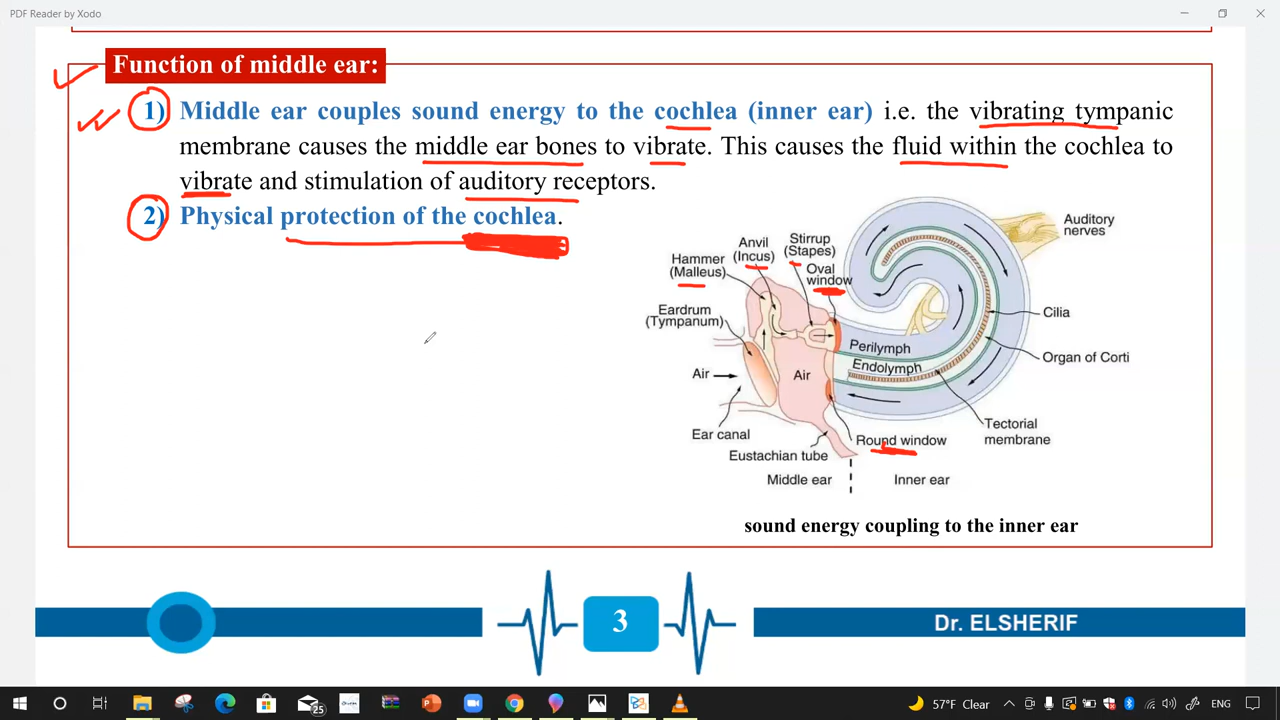 PDF Reader by Xodo
Function of middle ear:
1) Middle ear couples sound energy to the cochlea (inner ear) i.e. the vibrating tympanic
membrane causes the middle ear bones to vibrate. This causes the fluid within the cochlea to
vibrate and stimulation of auditory receptors.
2) Physical protection of the cochlea.
Auditory
nerves
Stirrup
(Stapes)
Anvil
(Incus)
Hammer
(Malleus)
Oval
window
Eardrum
(Tympanum)
Cilia
Perilymph
Organ of Corti
Endolymph
Air
Air
Tectorial
membrane
Ear canal
Round window
Eustachian tube
Middle ear
Inner ear
sound energy coupling to the inner ear
3
Dr. ELSHERIF
25
57°F Clear
ENG